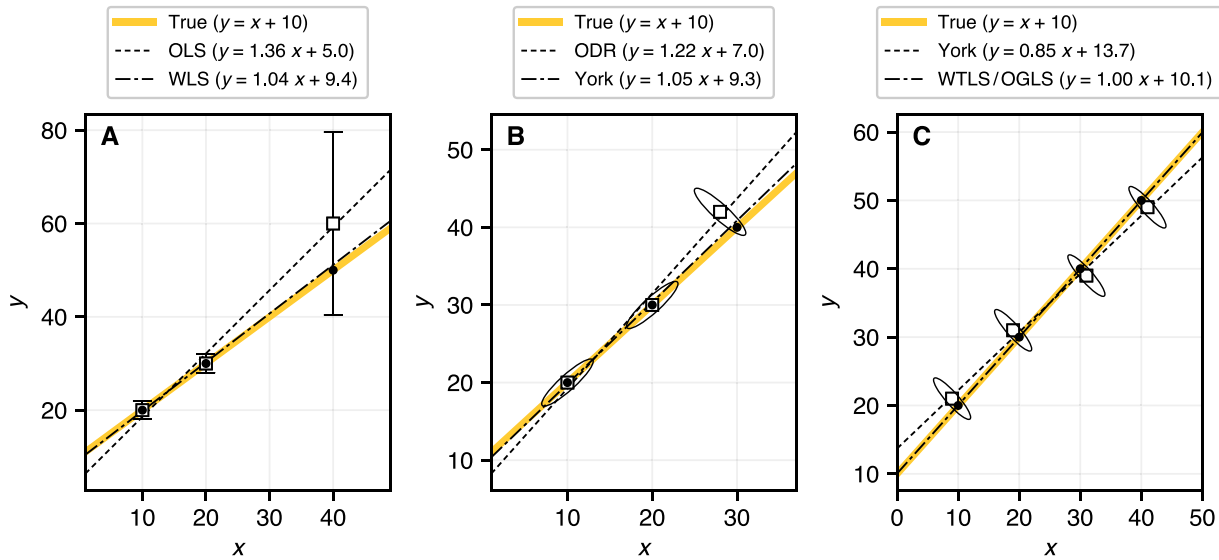 True (y = x + 10)
OLS (y = 1.36 x + 5.0)
WLS (y = 1.04 x + 9.4)
A
80
60
40
20
y
10
20
30
40
x
True (y = x + 10)
ODR (y = 1.22 x + 7.0)
York (y = 1.05 x + 9.3)
B
50
40
30
20
10
y
10
20
30
x
True (y = x + 10)
York (y = 0.85 x + 13.7)
WTLS/OGLS (y = 1.00 x + 10.1)
C
60
50
40
30
20
10
y
0
10
20
30
40
50
x